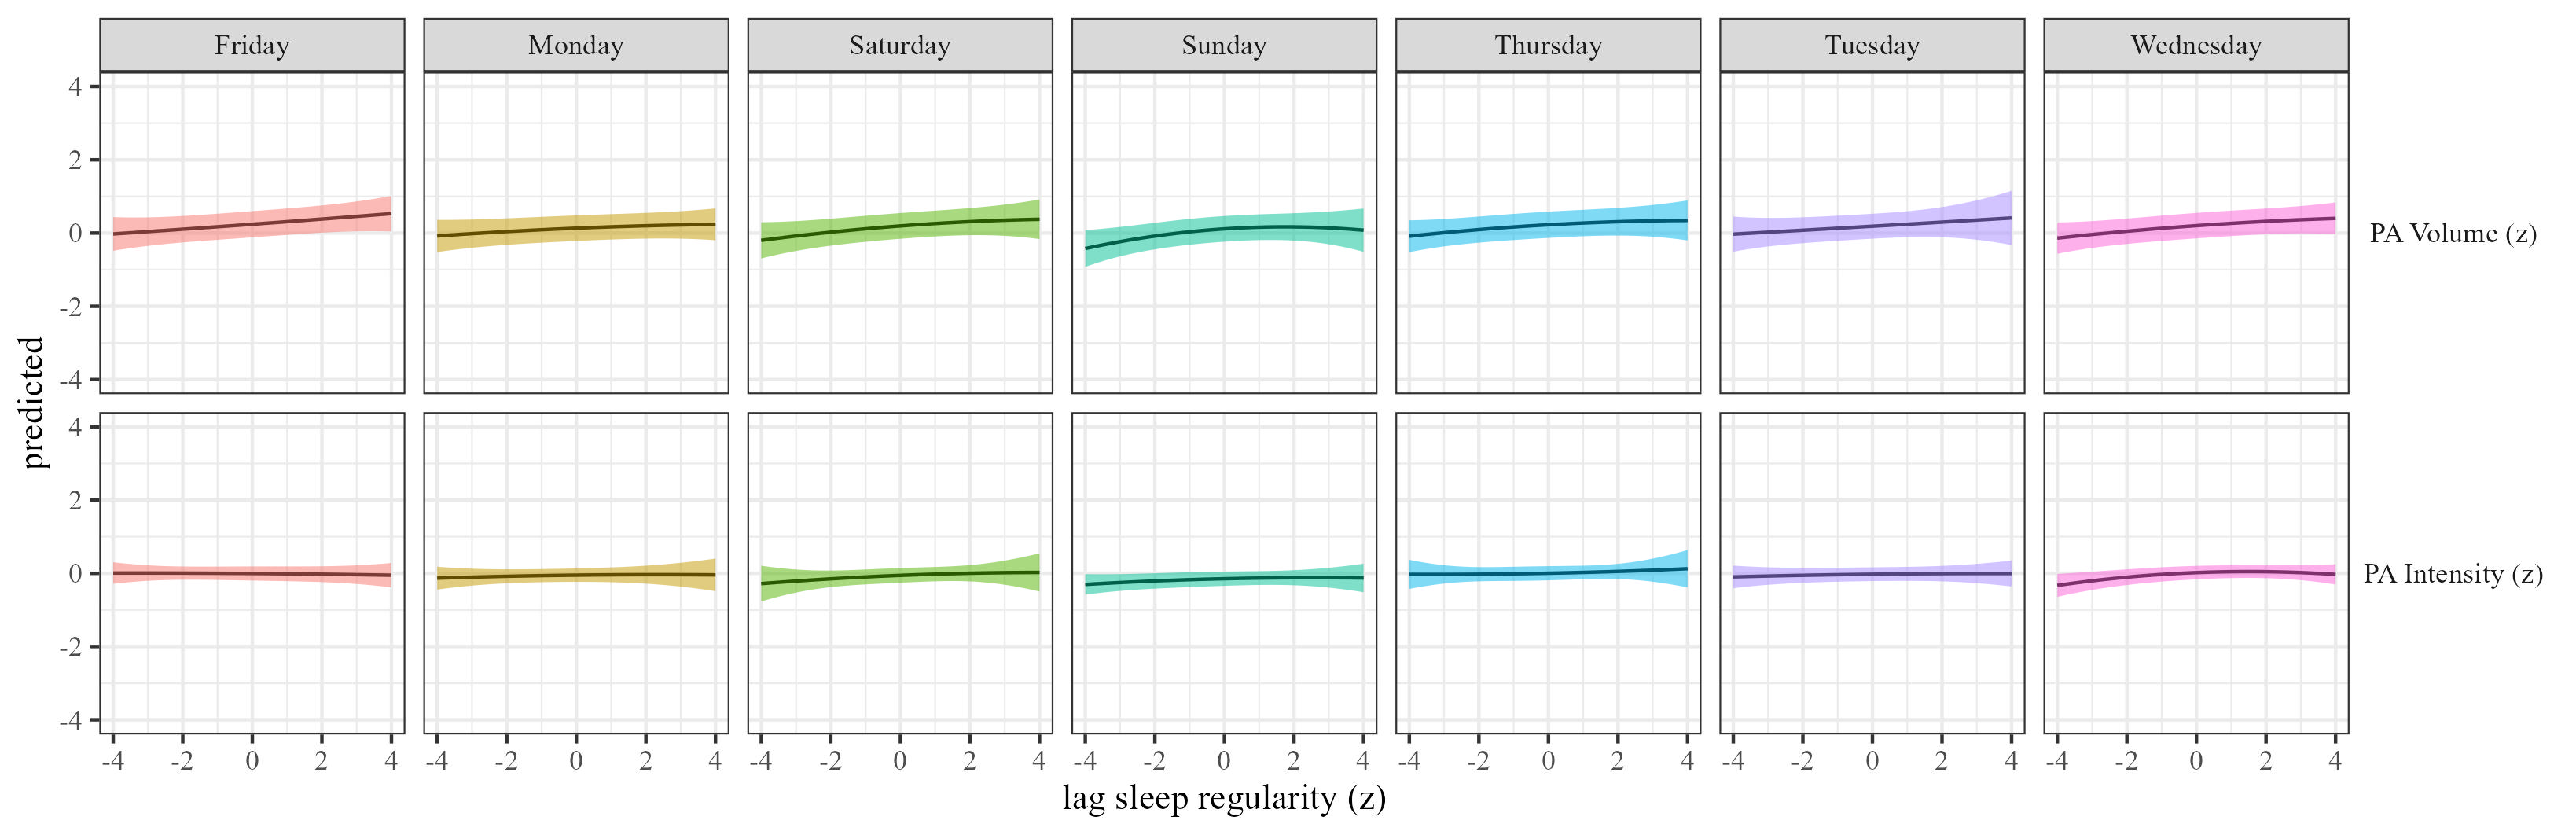 Friday Monday Saturday Sunday Thursday Tuesday Wednesday
4
2
0
-2
-4
PA Volume (z)
predicted
4
2
0
-2
-4
PA Intensity (z)
-4 -2 0 2 4 -4 -2 0 2 4 -4 -2 0 2 4 -4 -2 0 2 4 -4 -2 0 2 4 -4 -2 0 2 4 -4 -2 0 2 4
lag sleep regularity (z)